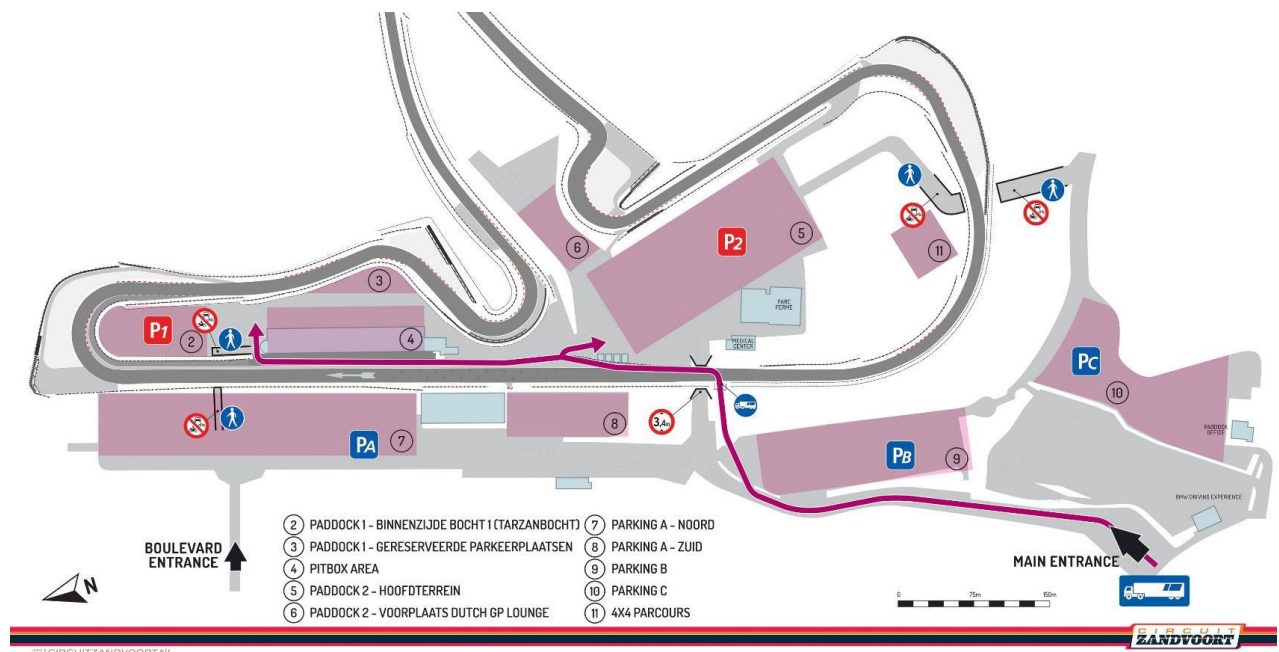 6
5
P2
11
3
P1
2
4
PARC
FERME
MEDICAL
CENTER
PC
10
PADDOCK
OFFICE
3,4m
8
PA
7
PB
9
BMW DRIVING EXPERIENCE
BOULEVARD
ENTRANCE
N
2 PADDOCK 1 - BINNENZIJDE BOCHT 1 (TARZANBOCHT)
3 PADDOCK 1 - GERESERVEERDE PARKEERPLAATSEN
4 PITBOX AREA
5 PADDOCK 2 - HOOFDTERREIN
6 PADDOCK 2 - VOORPLAATS DUTCH GP LOUNGE
7 PARKING A - NOORD
8 PARKING A - ZUID
9 PARKING B
10 PARKING C
11 4X4 PARCOURS
MAIN ENTRANCE
0 75m 150m
CIRCUIT
ZANDVOORT